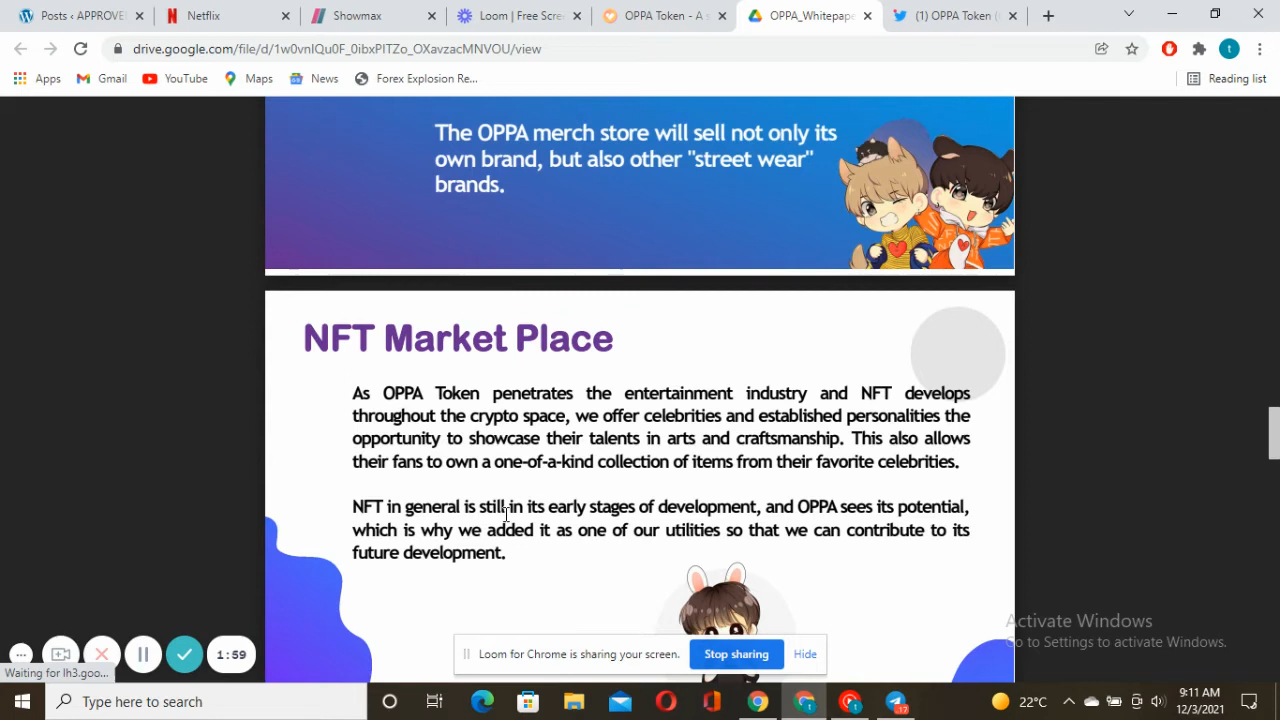 Posts ‹ APPROVE
Netflix
Showmax
Loom | Free Scre
OPPA Token - A s
OPPA_Whitepape
(1) OPPA Token (
drive.google.com/file/d/1w0vnIQu0F_0ibxPITZo_OXavzacMNVOU/view
t
Apps
Gmail
YouTube
Maps
News
Forex Explosion Re...
Reading list
The OPPA merch store will sell not only its
own brand, but also other "street wear"
brands.
NFT Market Place
As OPPA Token penetrates the entertainment industry and NFT develops
throughout the crypto space, we offer celebrities and established personalities the
opportunity to showcase their talents in arts and craftsmanship. This also allows
their fans to own a one-of-a-kind collection of items from their favorite celebrities.
NFT in general is still in its early stages of development, and OPPA sees its potential,
which is why we added it as one of our utilities so that we can contribute to its
future development.
Activate Windows
Go to Settings to activate Windows.
1:59
Loom for Chrome is sharing your screen.
Stop sharing
Hide
Waiting for lh3.goo...
Type here to search
22°C
9:11 AM
12/3/2021